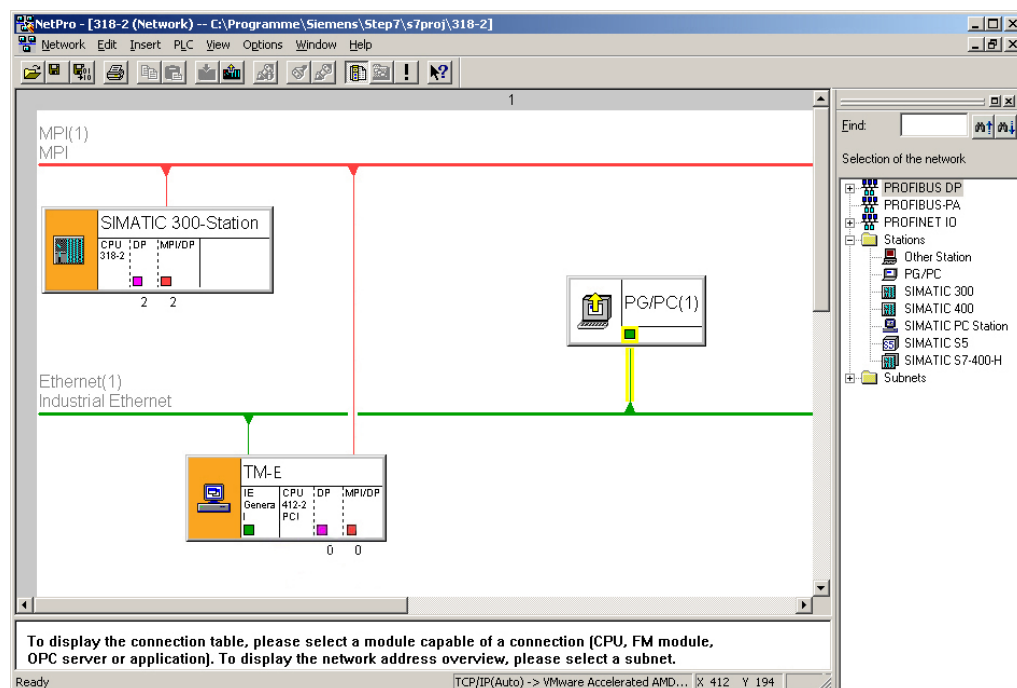 NetPro - [318-2 (Network) -- C:\Programme\Siemens\Step7\s7proj\318-2]
Network Edit Insert PLC View Options Window Help
1
MPI(1)
MPI
SIMATIC 300-Station
CPU 318-2
DP
MPI/DP
2 2
PG/PC(1)
Ethernet(1)
Industrial Ethernet
TM-E
IE General
CPU 412-2 PCI
DP
MPI/DP
0 0
Find:
Selection of the network
PROFIBUS DP
PROFIBUS-PA
PROFINET IO
Stations
Other Station
PG/PC
SIMATIC 300
SIMATIC 400
SIMATIC PC Station
SIMATIC S5
SIMATIC S7-400-H
Subnets
To display the connection table, please select a module capable of a connection (CPU, FM module,
OPC server or application). To display the network address overview, please select a subnet.
Ready
TCP/IP(Auto) -> VMware Accelerated AMD...
X 412 Y 194